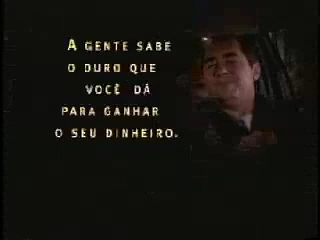 A GENTE SABE
O DURO QUE
VOCÊ DÁ
PARA GANHAR
O SEU DINHEIRO.